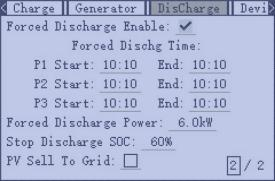 Charge Generator DisCharge Devi
Forced Discharge Enable:
Forced Dischg Time:
P1 Start: 10:10 End: 10:10
P2 Start: 10:10 End: 10:10
P3 Start: 10:10 End: 10:10
Forced Discharge Power: 6.0kW
Stop Discharge SOC: 60%
PV Sell To Grid:
2 / 2